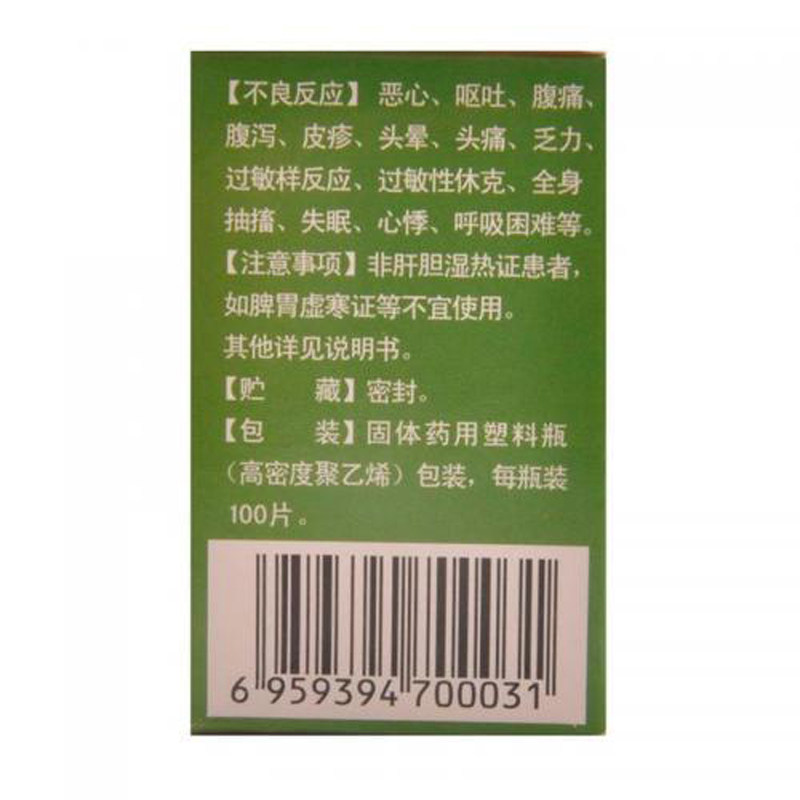 【不良反应】恶心、呕吐、腹痛、
腹泻、皮疹、头晕、头痛、乏力、
过敏样反应、过敏性休克、全身
抽搐、失眠、心悸、呼吸困难等。
【注意事项】非肝胆湿热证患者，
如脾胃虚寒证等不宜使用。
其他详见说明书。
【贮　　藏】密封。
【包　　装】固体药用塑料瓶
（高密度聚乙烯）包装，每瓶装
100片。
6 959394 700031